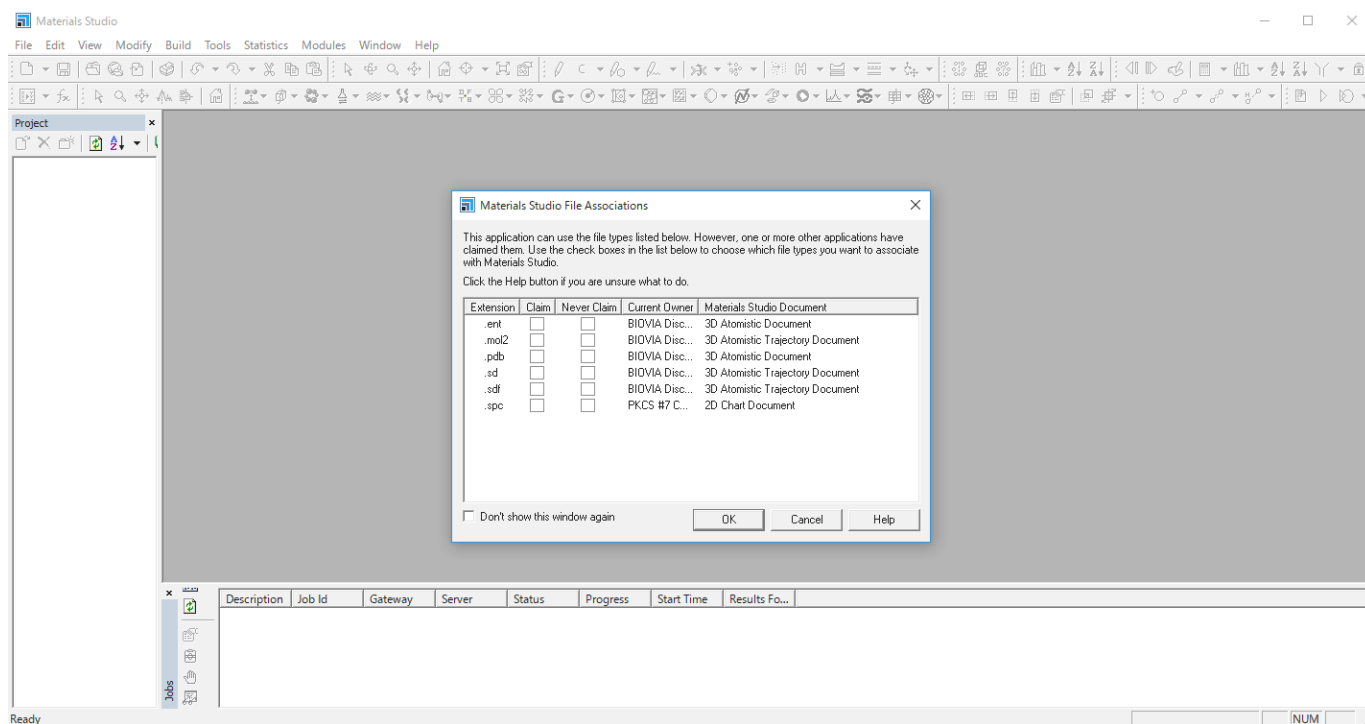 Materials Studio
File Edit View Modify Build Tools Statistics Modules Window Help
Project
Materials Studio File Associations
This application can use the file types listed below. However, one or more other applications have
claimed them. Use the check boxes in the list below to choose which file types you want to associate
with Materials Studio.
Click the Help button if you are unsure what to do.
Extension Claim Never Claim Current Owner Materials Studio Document
.ent BIOVIA Disc... 3D Atomistic Document
.mol2 BIOVIA Disc... 3D Atomistic Trajectory Document
.pdb BIOVIA Disc... 3D Atomistic Document
.sd BIOVIA Disc... 3D Atomistic Trajectory Document
.sdf BIOVIA Disc... 3D Atomistic Trajectory Document
.spc PKCS #7 C... 2D Chart Document
Don't show this window again
OK Cancel Help
Description Job Id Gateway Server Status Progress Start Time Results Fo...
Jobs
Ready NUM